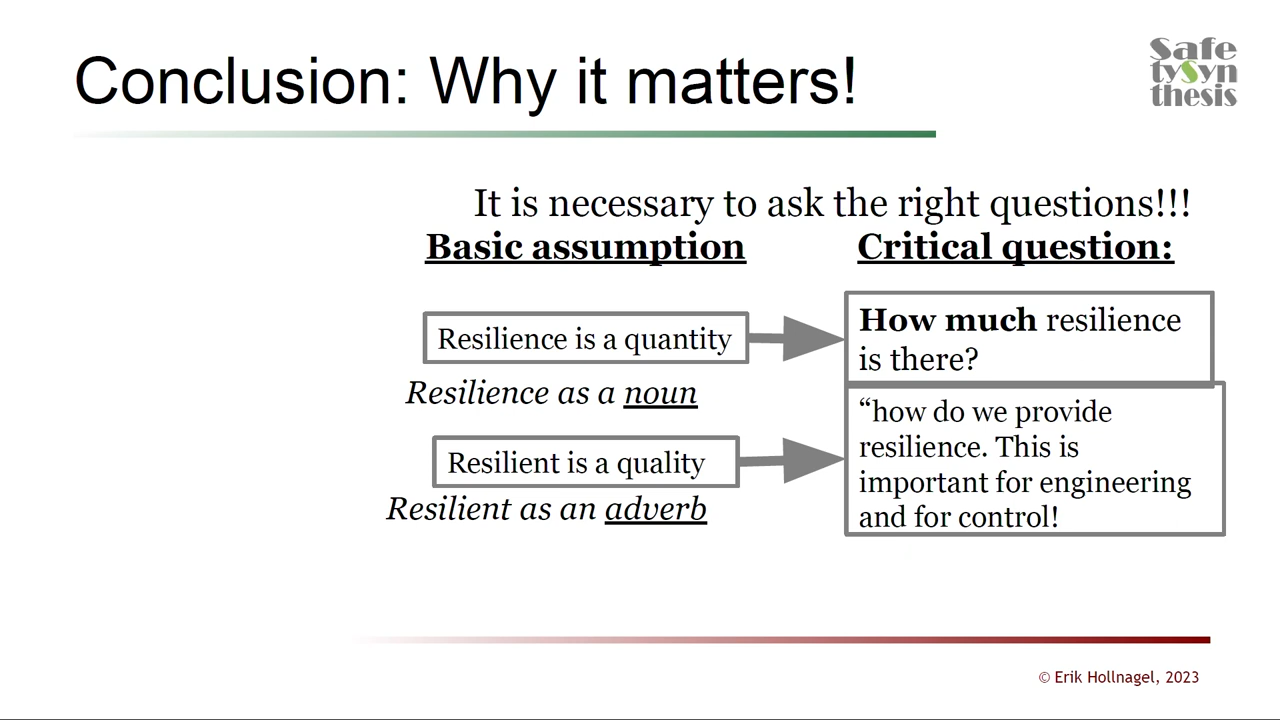 Conclusion: Why it matters!
Safe
tySyn
thesis
It is necessary to ask the right questions!!!
Basic assumption
Critical question:
Resilience is a quantity
How much resilience
is there?
Resilience as a noun
Resilient is a quality
“how do we provide
resilience. This is
important for engineering
and for control!
Resilient as an adverb
© Erik Hollnagel, 2023